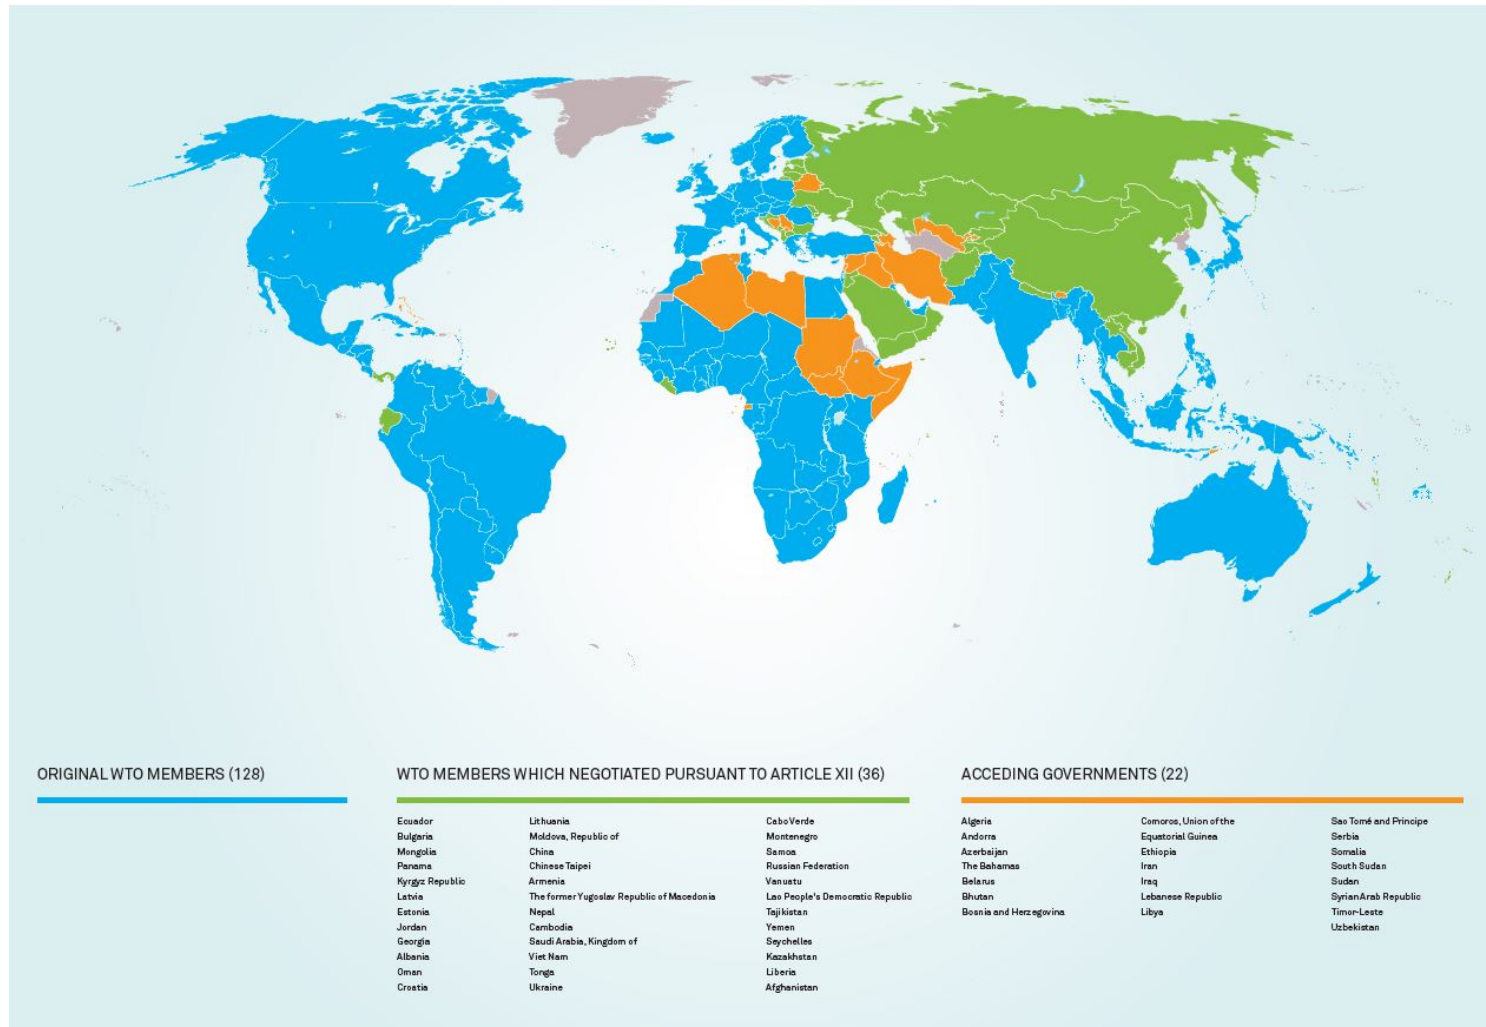 ORIGINAL WTO MEMBERS (128)
WTO MEMBERS WHICH NEGOTIATED PURSUANT TO ARTICLE XII (36)
Ecuador
Bulgaria
Mongolia
Panama
Kyrgyz Republic
Latvia
Estonia
Jordan
Georgia
Albania
Oman
Croatia
Lithuania
Moldova, Republic of
China
Chinese Taipei
Armenia
The former Yugoslav Republic of Macedonia
Nepal
Cambodia
Saudi Arabia, Kingdom of
Viet Nam
Tonga
Ukraine
Cabo Verde
Montenegro
Samoa
Russian Federation
Vanuatu
Lao People's Democratic Republic
Tajikistan
Yemen
Seychelles
Kazakhstan
Liberia
Afghanistan
ACCEDING GOVERNMENTS (22)
Algeria
Andorra
Azerbaijan
The Bahamas
Belarus
Bhutan
Bosnia and Herzegovina
Comoros, Union of the
Equatorial Guinea
Ethiopia
Iran
Iraq
Lebanese Republic
Libya
Sao Tomé and Principe
Serbia
Somalia
South Sudan
Sudan
Syrian Arab Republic
Timor-Leste
Uzbekistan